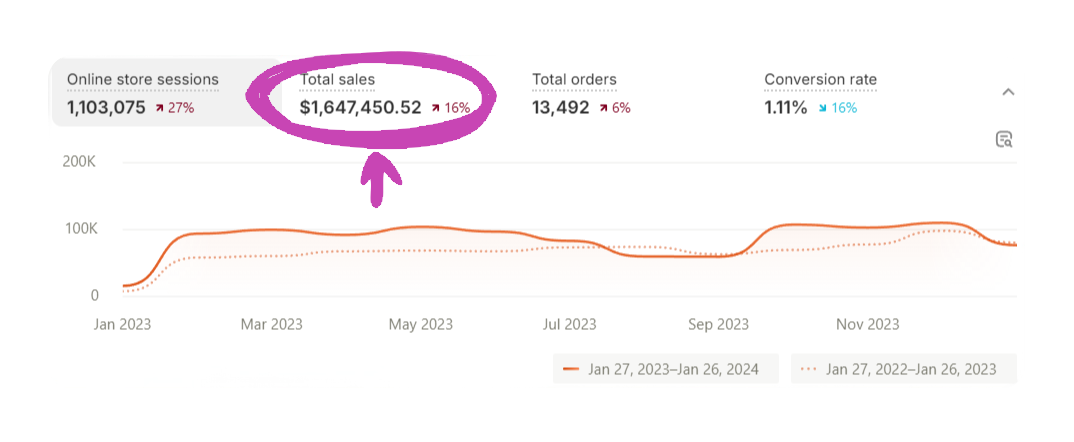 Online store sessions Total sales Total orders Conversion rate
1,103,075 27% $1,647,450.52 16% 13,492 6% 1.11% 16%
200K
100K
0
Jan 2023 Mar 2023 May 2023 Jul 2023 Sep 2023 Nov 2023
Jan 27, 2023–Jan 26, 2024 Jan 27, 2022–Jan 26, 2023